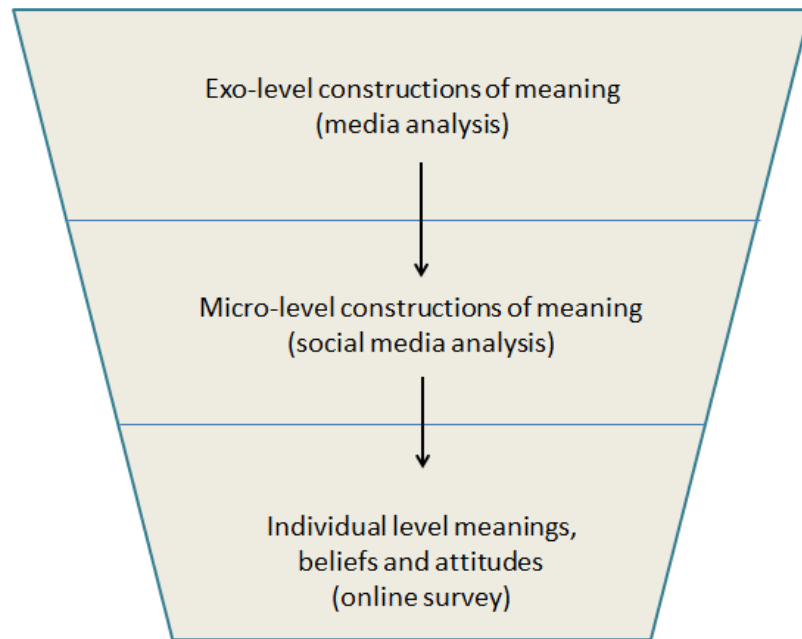 Exo-level constructions of meaning
(media analysis)
Micro-level constructions of meaning
(social media analysis)
Individual level meanings,
beliefs and attitudes
(online survey)